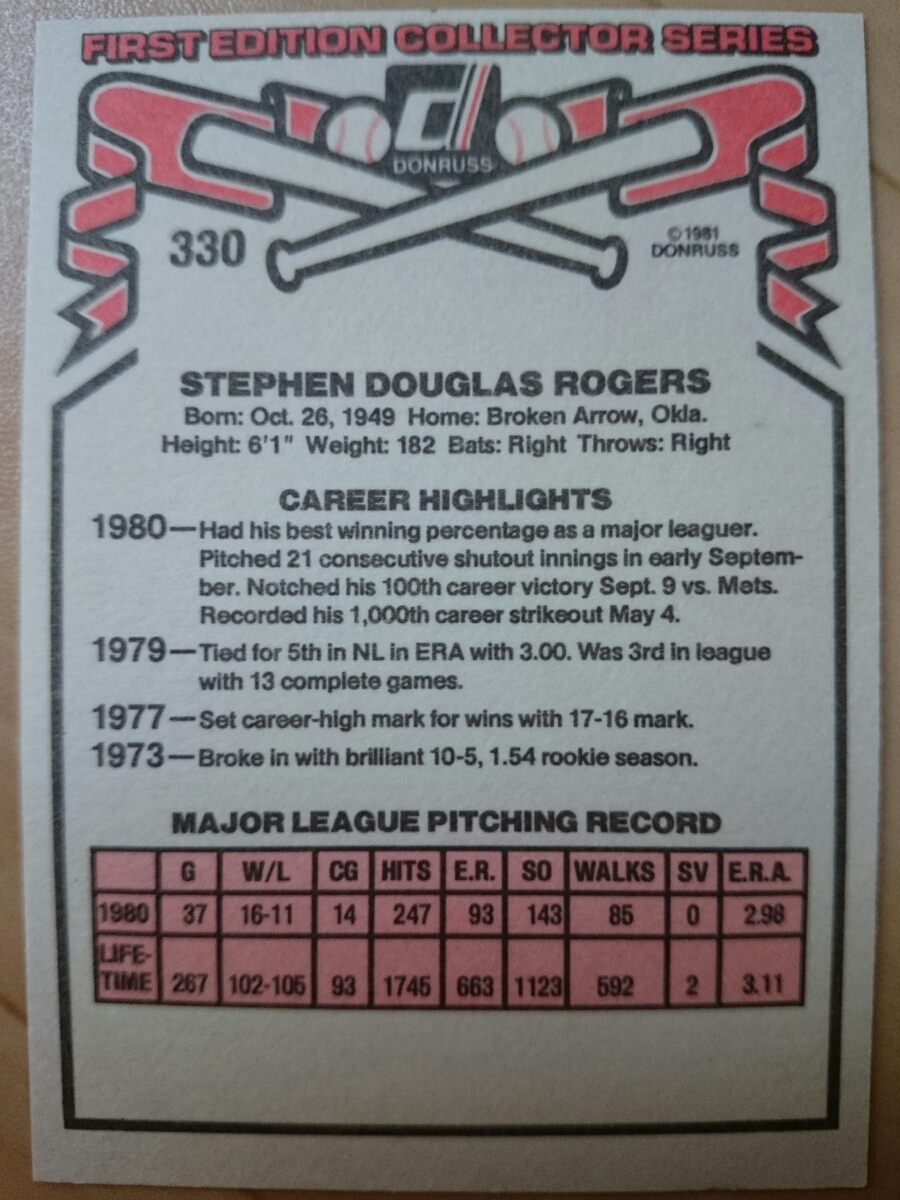 FIRST EDITION COLLECTOR SERIES
d
DONRUSS
330
©1981
DONRUSS
STEPHEN DOUGLAS ROGERS
Born: Oct. 26, 1949 Home: Broken Arrow, Okla.
Height: 6'1" Weight: 182 Bats: Right Throws: Right
CAREER HIGHLIGHTS
1980—Had his best winning percentage as a major leaguer.
Pitched 21 consecutive shutout innings in early Septem-
ber. Notched his 100th career victory Sept. 9 vs. Mets.
Recorded his 1,000th career strikeout May 4.
1979—Tied for 5th in NL in ERA with 3.00. Was 3rd in league
with 13 complete games.
1977—Set career-high mark for wins with 17-16 mark.
1973—Broke in with brilliant 10-5, 1.54 rookie season.
MAJOR LEAGUE PITCHING RECORD
G W/L CG HITS E.R. SO WALKS SV E.R.A.
1980 37 16-11 14 247 93 143 85 0 2.98
LIFE-
TIME 267 102-105 93 1745 663 1123 592 2 3.11